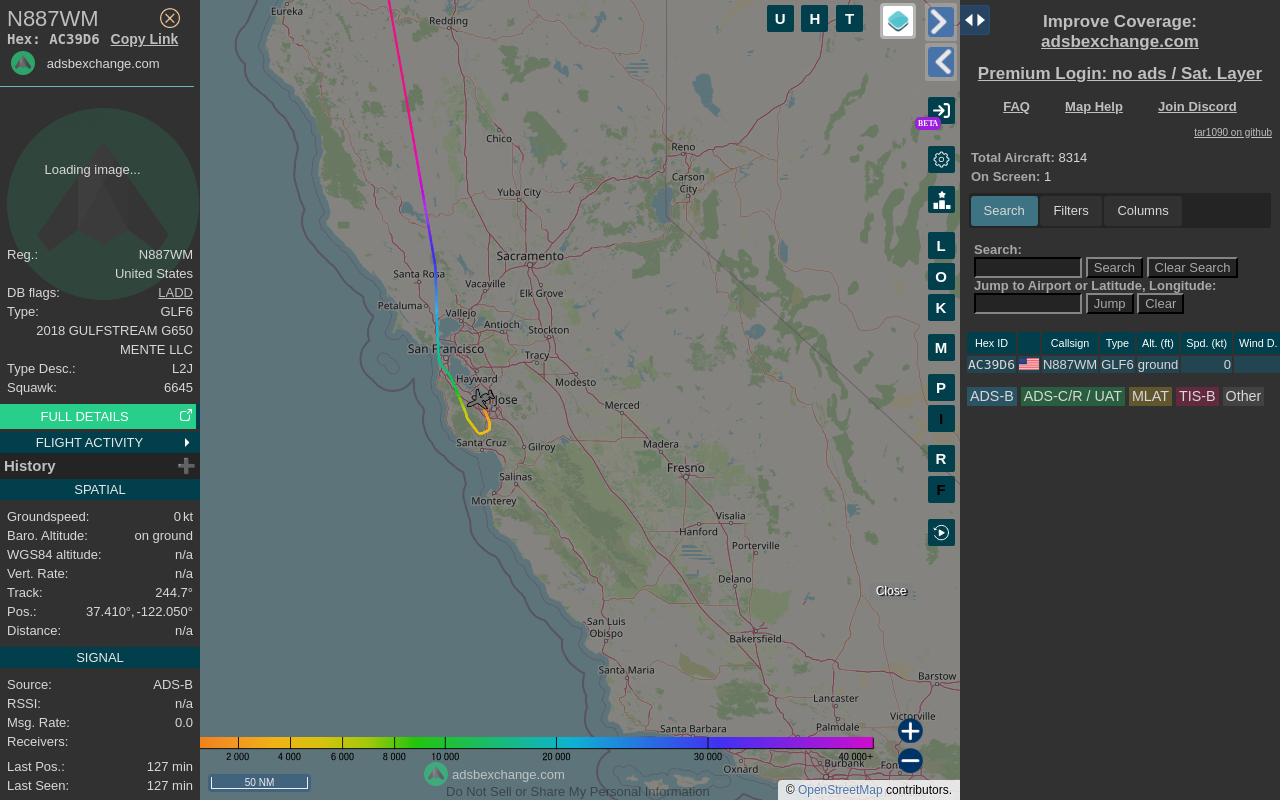 N887WM
Hex: AC39D6 Copy Link
adsbexchange.com
Loading image...
Reg.: N887WM
United States
DB flags: LADD
Type: GLF6
2018 GULFSTREAM G650
MENTE LLC
Type Desc.: L2J
Squawk: 6645
FULL DETAILS
FLIGHT ACTIVITY
History
SPATIAL
Groundspeed: 0 kt
Baro. Altitude: on ground
WGS84 altitude: n/a
Vert. Rate: n/a
Track: 244.7°
Pos.: 37.410°, -122.050°
Distance: n/a
SIGNAL
Source: ADS-B
RSSI: n/a
Msg. Rate: 0.0
Receivers:
Last Pos.: 127 min
Last Seen: 127 min
Eureka
Redding
Chico
Reno
Carson
City
Yuba City
Sacramento
Santa Rosa
Vacaville
Elk Grove
Petaluma
Vallejo
Antioch
Stockton
San Francisco
Tracy
Hayward
Modesto
Jose
Merced
Santa Cruz
Gilroy
Madera
Fresno
Salinas
Monterey
Visalia
Hanford
Porterville
Delano
San Luis
Obispo
Bakersfield
Santa Maria
Barstow
Lancaster
Victorville
Santa Barbara
Palmdale
Oxnard
Burbank
U H T
BETA
L
O
K
M
P
I
R
F
Close
2 000 4 000 6 000 8 000 10 000 20 000 30 000 40 000+
50 NM
adsbexchange.com
Do Not Sell or Share My Personal Information
© OpenStreetMap contributors.
Improve Coverage:
adsbexchange.com
Premium Login: no ads / Sat. Layer
FAQ Map Help Join Discord
tar1090 on github
Total Aircraft: 8314
On Screen: 1
Search Filters Columns
Search:
Search Clear Search
Jump to Airport or Latitude, Longitude:
Jump Clear
Hex ID Callsign Type Alt. (ft) Spd. (kt) Wind D.
AC39D6 N887WM GLF6 ground 0
ADS-B ADS-C/R / UAT MLAT TIS-B Other